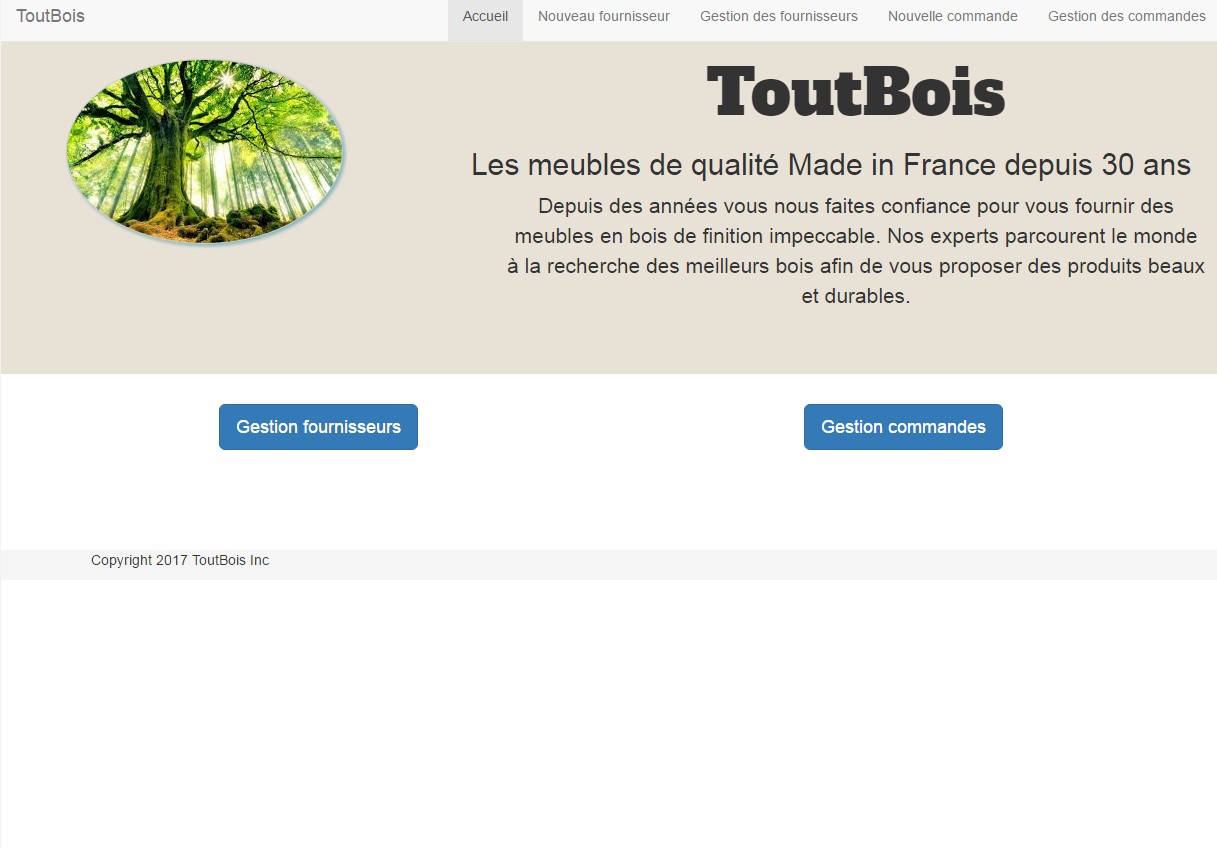 ToutBois Accueil Nouveau fournisseur Gestion des fournisseurs Nouvelle commande Gestion des commandes
ToutBois
Les meubles de qualité Made in France depuis 30 ans
Depuis des années vous nous faites confiance pour vous fournir des
meubles en bois de finition impeccable. Nos experts parcourent le monde
à la recherche des meilleurs bois afin de vous proposer des produits beaux
et durables.
Gestion fournisseurs Gestion commandes
Copyright 2017 ToutBois Inc